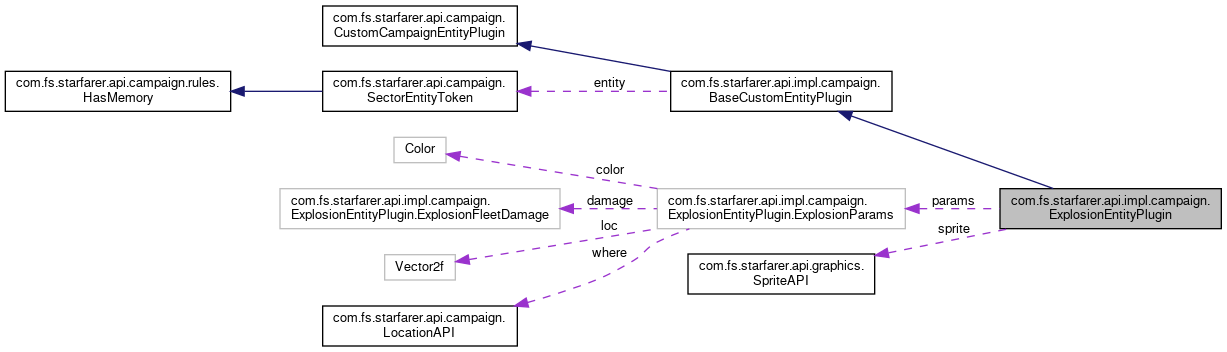 com.fs.starfarer.api.campaign.
CustomCampaignEntityPlugin
com.fs.starfarer.api.campaign.rules.
HasMemory
com.fs.starfarer.api.campaign.
SectorEntityToken
entity
com.fs.starfarer.api.impl.campaign.
BaseCustomEntityPlugin
Color
color
com.fs.starfarer.api.impl.campaign.
ExplosionEntityPlugin.ExplosionFleetDamage
damage
com.fs.starfarer.api.impl.campaign.
ExplosionEntityPlugin.ExplosionParams
params
com.fs.starfarer.api.impl.campaign.
ExplosionEntityPlugin
loc
sprite
Vector2f
where
com.fs.starfarer.api.graphics.
SpriteAPI
com.fs.starfarer.api.campaign.
LocationAPI